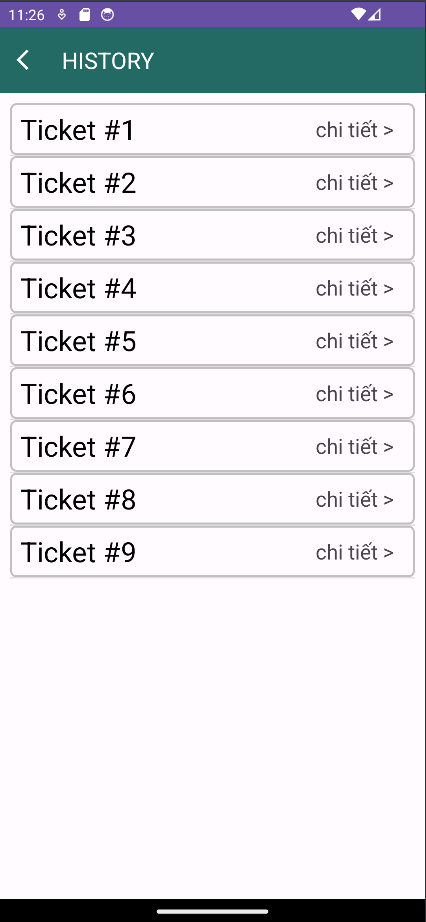 11:26
HISTORY
Ticket #1 chi tiết >
Ticket #2 chi tiết >
Ticket #3 chi tiết >
Ticket #4 chi tiết >
Ticket #5 chi tiết >
Ticket #6 chi tiết >
Ticket #7 chi tiết >
Ticket #8 chi tiết >
Ticket #9 chi tiết >